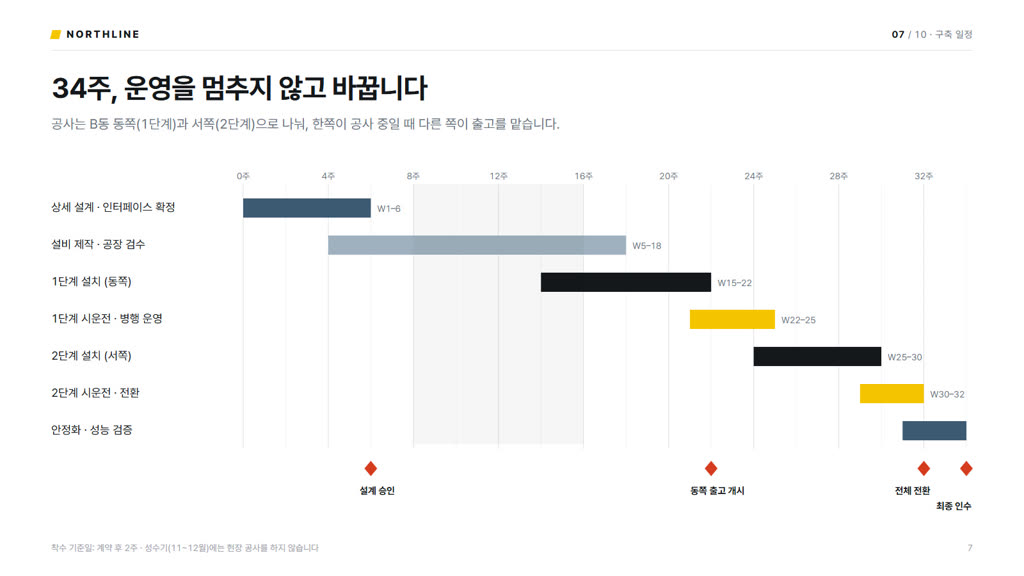 NORTHLINE
07 / 10 · 구축 일정
34주, 운영을 멈추지 않고 바꿉니다
공사는 B동 동쪽(1단계)과 서쪽(2단계)으로 나눠, 한쪽이 공사 중일 때 다른 쪽이 출고를 맡습니다.
0주 4주 8주 12주 16주 20주 24주 28주 32주
상세 설계 · 인터페이스 확정 W1–6
설비 제작 · 공장 검수 W5–18
1단계 설치 (동쪽) W15–22
1단계 시운전 · 병행 운영 W22–25
2단계 설치 (서쪽) W25–30
2단계 시운전 · 전환 W30–32
안정화 · 성능 검증
설계 승인 동쪽 출고 개시 전체 전환
최종 인수
착수 기준일: 계약 후 2주 · 성수기(11–12월)에는 현장 공사를 하지 않습니다
7